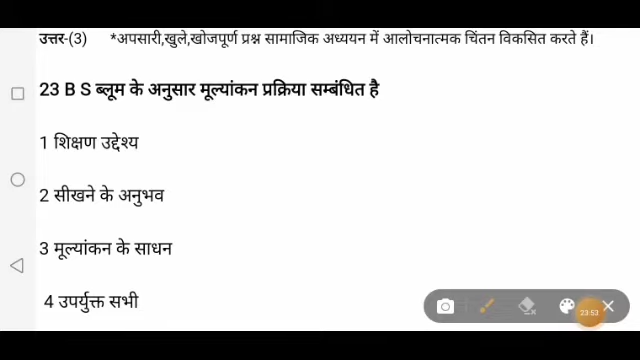 उत्तर-(3) *अपसारी,खुले,खोजपूर्ण प्रश्न सामाजिक अध्ययन में आलोचनात्मक चिंतन विकसित करते हैं।
23 B S ब्लूम के अनुसार मूल्यांकन प्रक्रिया सम्बंधित है
1 शिक्षण उद्देश्य
2 सीखने के अनुभव
3 मूल्यांकन के साधन
4 उपर्युक्त सभी
23:53